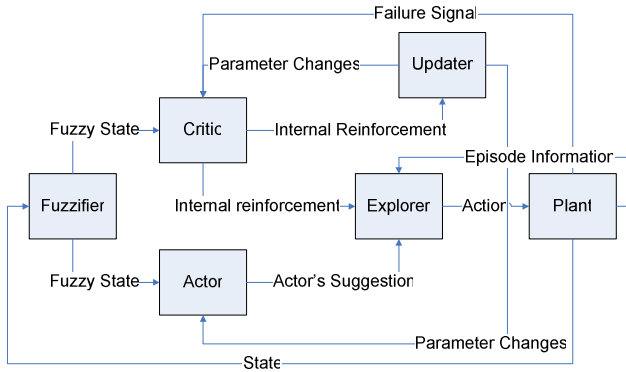 Failure Signal
Parameter Changes
Updater
Fuzzy State
Critic
Internal Reinforcement
Episode Information
Fuzzifier
Internal reinforcement
Explorer
Action
Plant
Fuzzy State
Actor
Actor's Suggestion
Parameter Changes
State